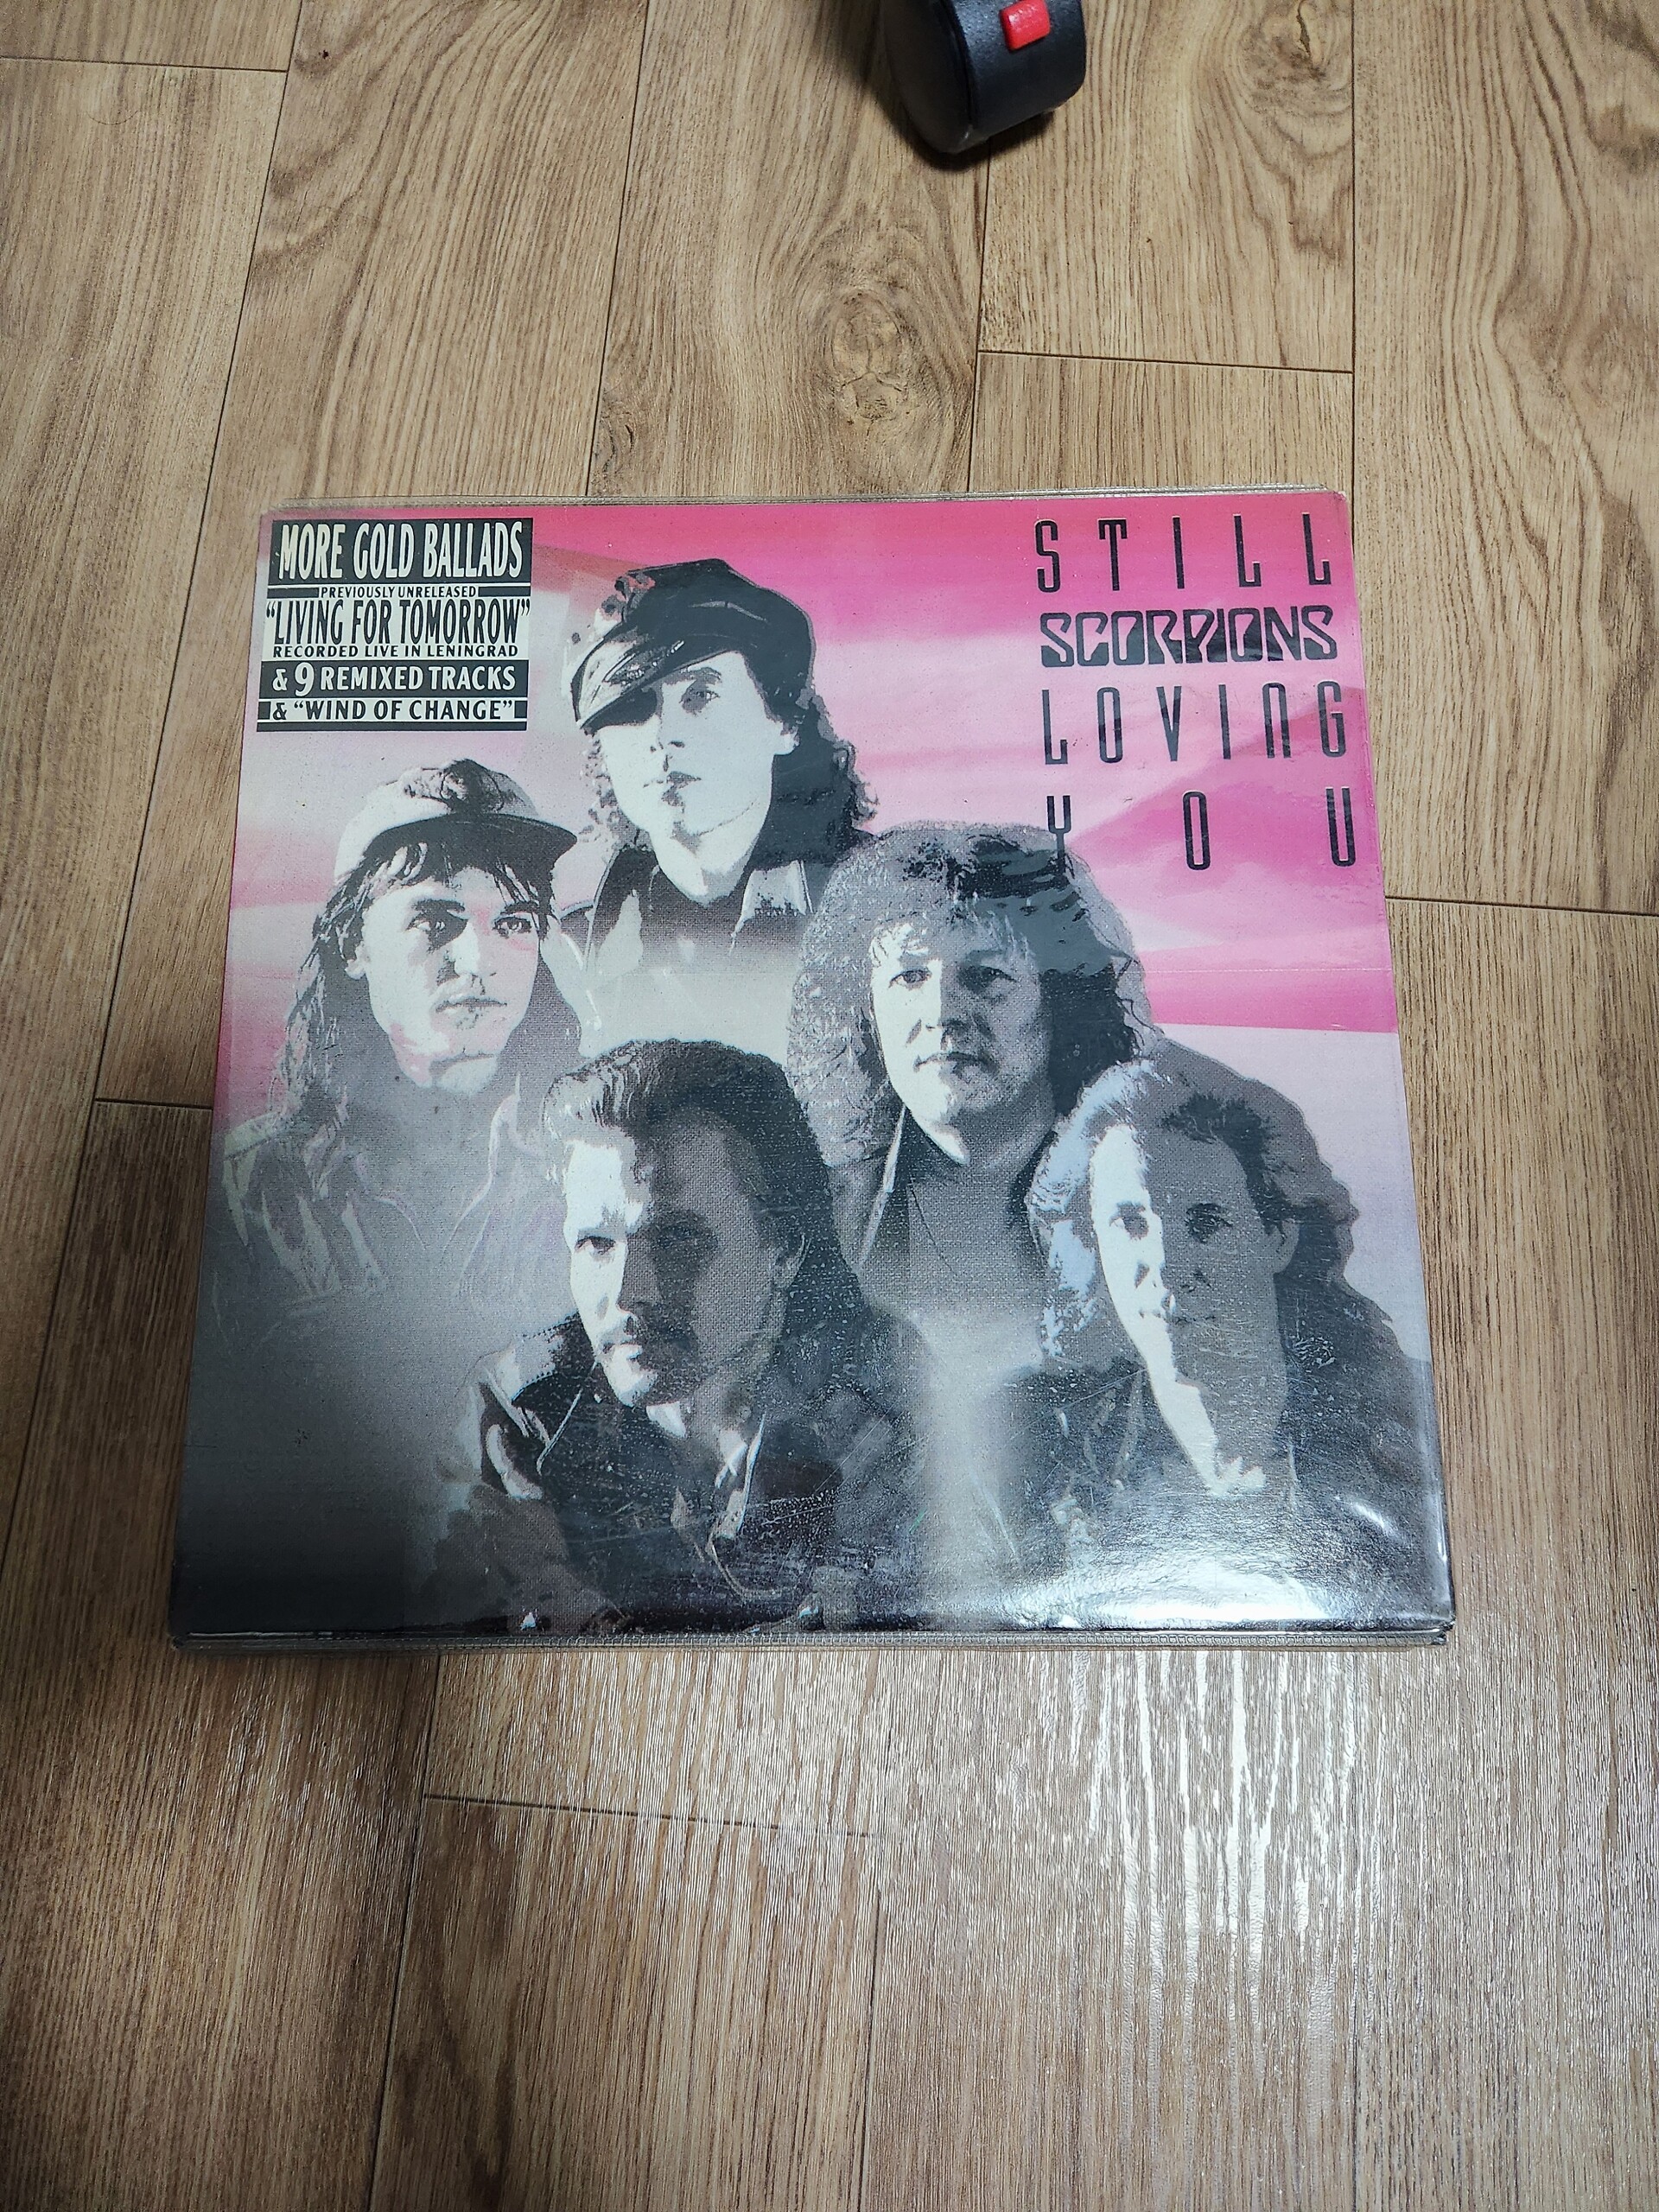 MORE GOLD BALLADS
PREVIOUSLY UNRELEASED
"LIVING FOR TOMORROW"
RECORDED LIVE IN LENINGRAD
& 9 REMIXED TRACKS
& "WIND OF CHANGE"
STILL
SCORPIONS
LOVING
YOU